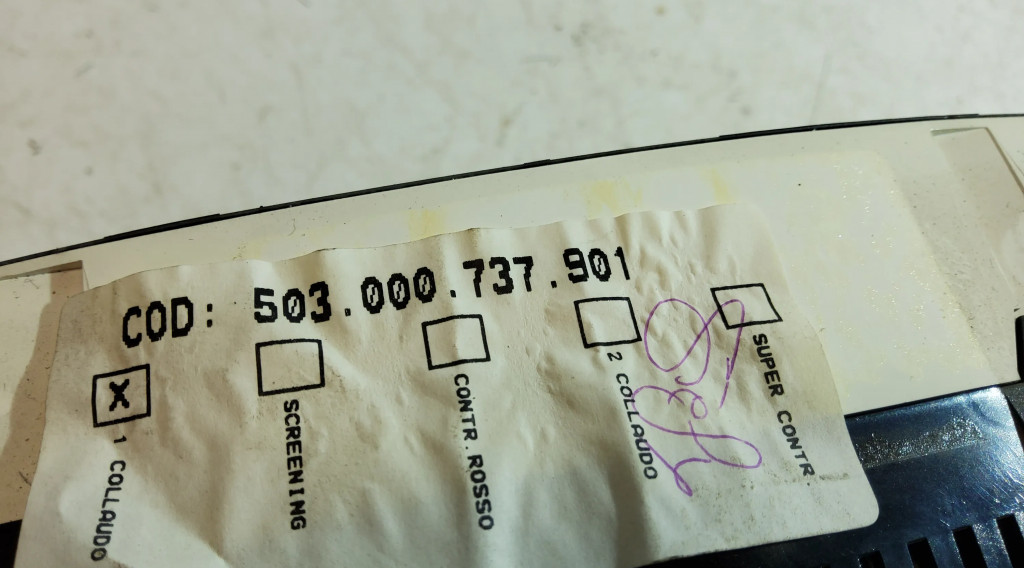 COD: 503.000.737.901
X
1 COLLAUDO
SCREENING
CONTR.ROSSO
2 COLLAUDO
SUPER CONTR.